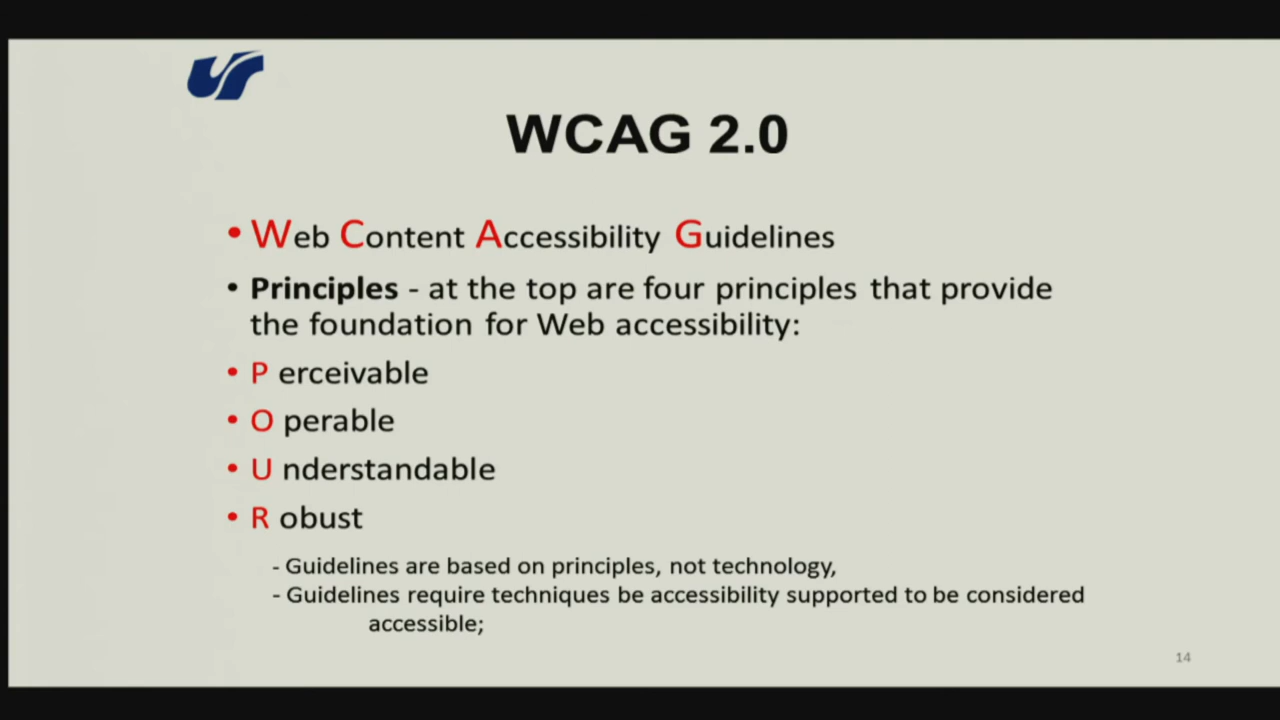 WCAG 2.0
• Web Content Accessibility Guidelines
• Principles - at the top are four principles that provide
the foundation for Web accessibility:
• P erceivable
• O perable
• U nderstandable
• R obust
- Guidelines are based on principles, not technology,
- Guidelines require techniques be accessibility supported to be considered
accessible;
14